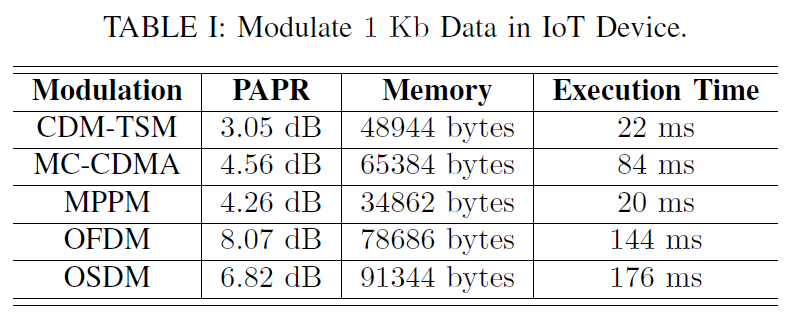 TABLE I: Modulate 1 Kb Data in IoT Device.
Modulation PAPR Memory Execution Time
CDM-TSM 3.05 dB 48944 bytes 22 ms
MC-CDMA 4.56 dB 65384 bytes 84 ms
MPPM 4.26 dB 34862 bytes 20 ms
OFDM 8.07 dB 78686 bytes 144 ms
OSDM 6.82 dB 91344 bytes 176 ms